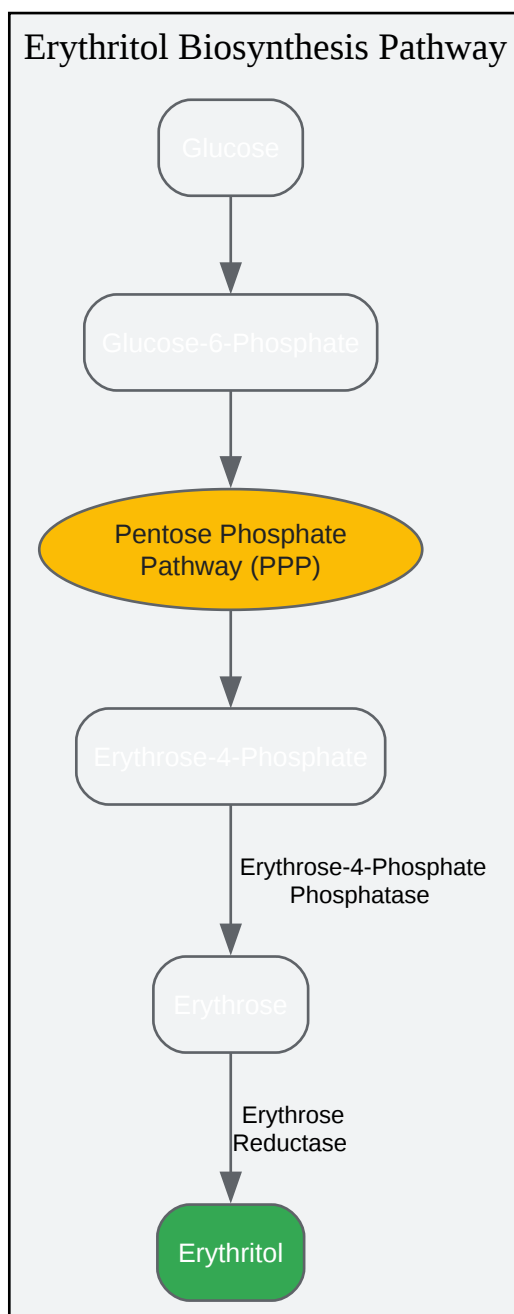 Erythritol Biosynthesis Pathway
Glucose
Glucose-6-Phosphate
Pentose Phosphate
Pathway (PPP)
Erythrose-4-Phosphate
Erythrose-4-Phosphate
Phosphatase
Erythrose
Erythrose
Reductase
Erythritol